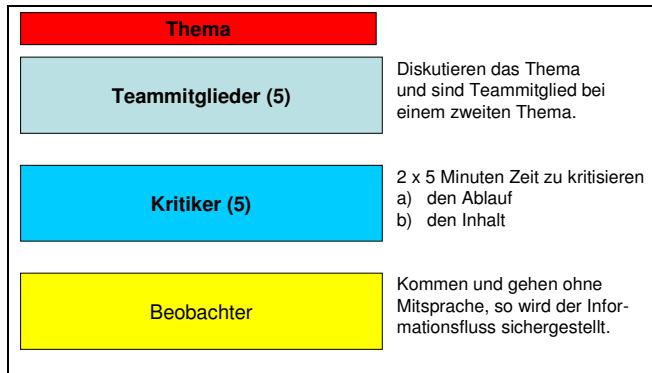 Thema
Teammitglieder (5)
Diskutieren das Thema
und sind Teammitglied bei
einem zweiten Thema.
Kritiker (5)
2 x 5 Minuten Zeit zu kritisieren
a) den Ablauf
b) den Inhalt
Beobachter
Kommen und gehen ohne
Mitsprache, so wird der Infor-
mationsfluss sichergestellt.